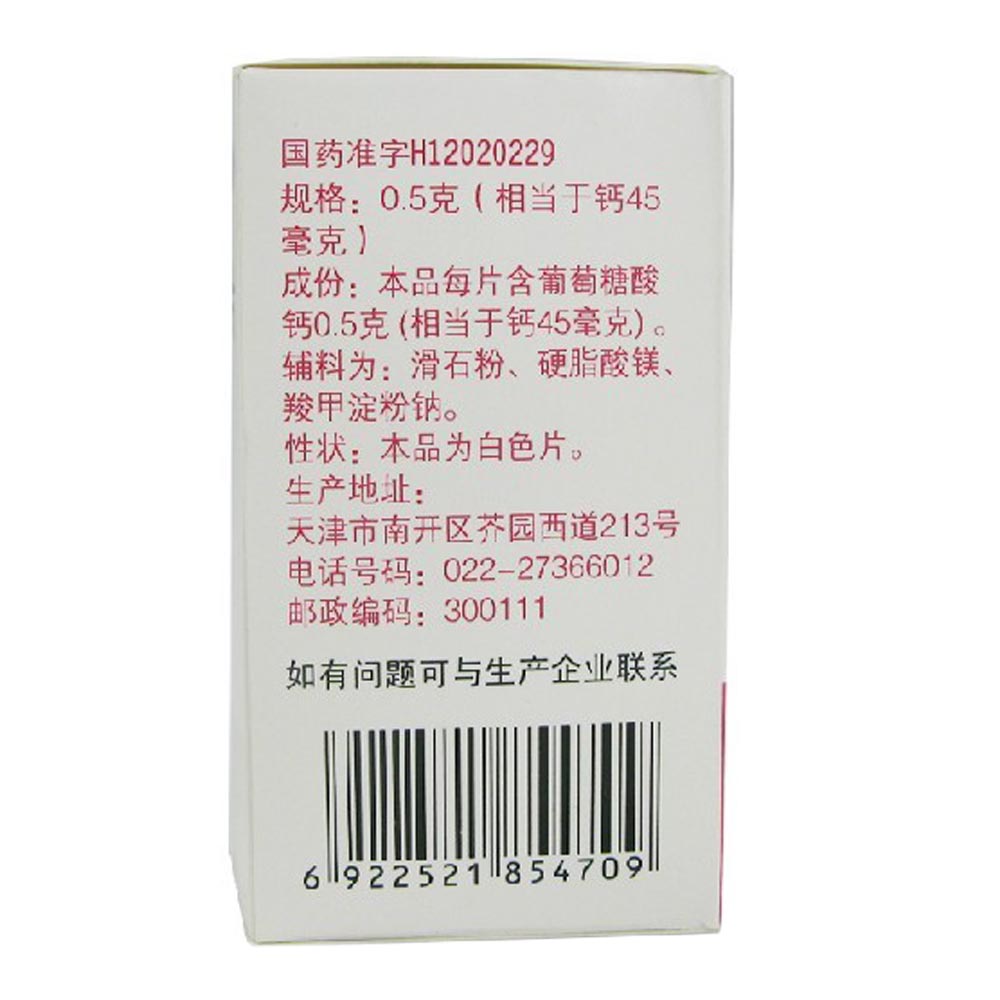 国药准字H12020229
规格：0.5克（相当于钙45
毫克）
成份：本品每片含葡萄糖酸
钙0.5克(相当于钙45毫克)。
辅料为：滑石粉、硬脂酸镁、
羧甲淀粉钠。
性状：本品为白色片。
生产地址：
天津市南开区芥园西道213号
电话号码：022-27366012
邮政编码：300111
如有问题可与生产企业联系
6 922521 854709